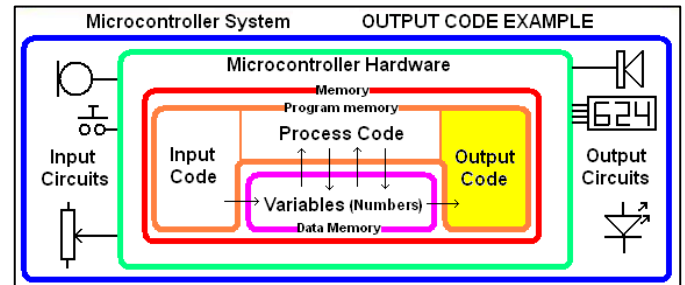 Microcontroller System OUTPUT CODE EXAMPLE
Microcontroller Hardware
Memory
Program memory
Process Code
Input
Code
Output
Code
Variables (Numbers)
Data Memory
Input
Circuits
624
Output
Circuits